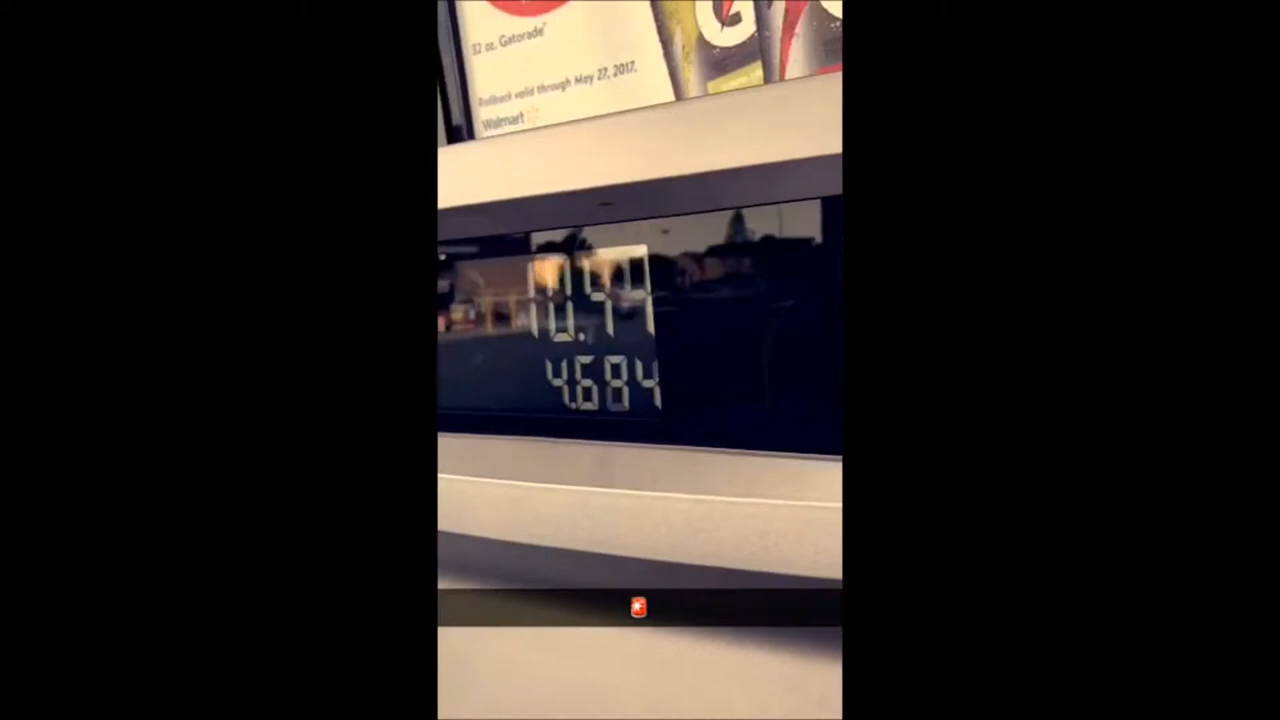 32 oz. Gatorade
Rollback valid through May 27, 2017.
Walmart
G
4.684